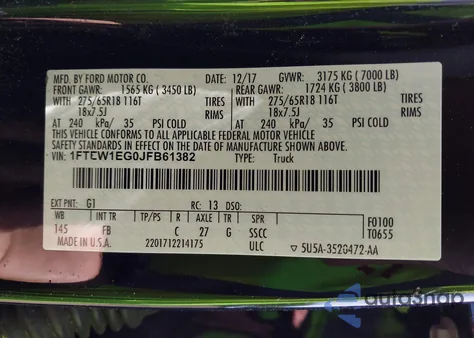 MFD. BY FORD MOTOR CO. DATE: 12/17 GVWR: 3175 KG (7000 LB)
FRONT GAWR: 1565 KG (3450 LB) REAR GAWR: 1724 KG (3800 LB)
WITH 275/65R18 116T TIRES WITH 275/65R18 116T TIRES
18x7.5J RIMS 18x7.5J RIMS
AT 240 kPa/ 35 PSI COLD AT 240 kPa/ 35 PSI COLD
THIS VEHICLE CONFORMS TO ALL APPLICABLE FEDERAL MOTOR VEHICLE
SAFETY STANDARDS IN EFFECT ON THE DATE OF MANUFACTURE SHOWN ABOVE.
VIN: 1FTEW1EG0JFB61382 TYPE: Truck
EXT PNT: G1 RC: 13 DSO: F0100
WB INT TR TP/PS R AXLE TR SPR T0655
145 FB C 27 G SSCC
MADE IN U.S.A. 2201712214175 ULC ▽ 5U5A-3520472-AA
autosnap